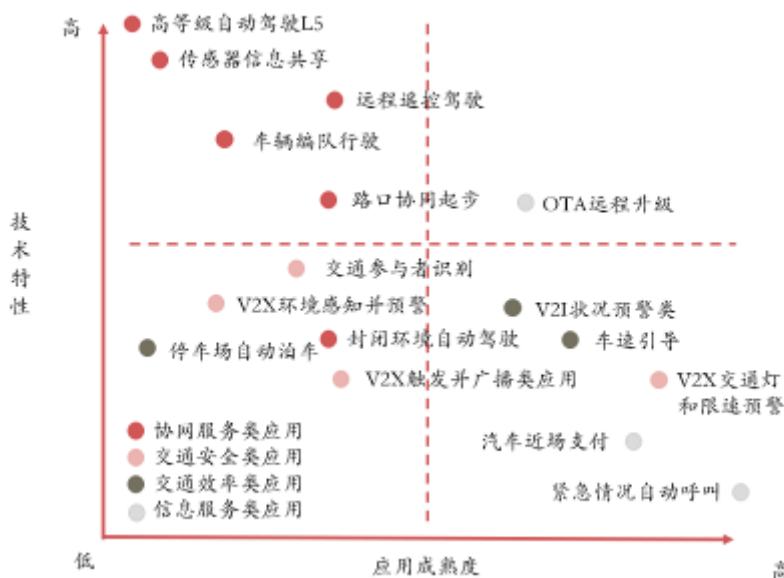 高
高等级自动驾驶L5
传感器信息共享
远程遥控驾驶
车辆编队行驶
路口协同起步
OTA远程升级
技
术
特
性
交通参与者识别
V2X环境感知并预警
V2I状况预警类
停车场自动泊车
封闭环境自动驾驶
车速引导
V2X触发并广播类应用
V2X交通灯
和限速预警
协网服务类应用
交通安全类应用
交通效率类应用
信息服务类应用
汽车近场支付
紧急情况自动呼叫
低
应用成熟度
高